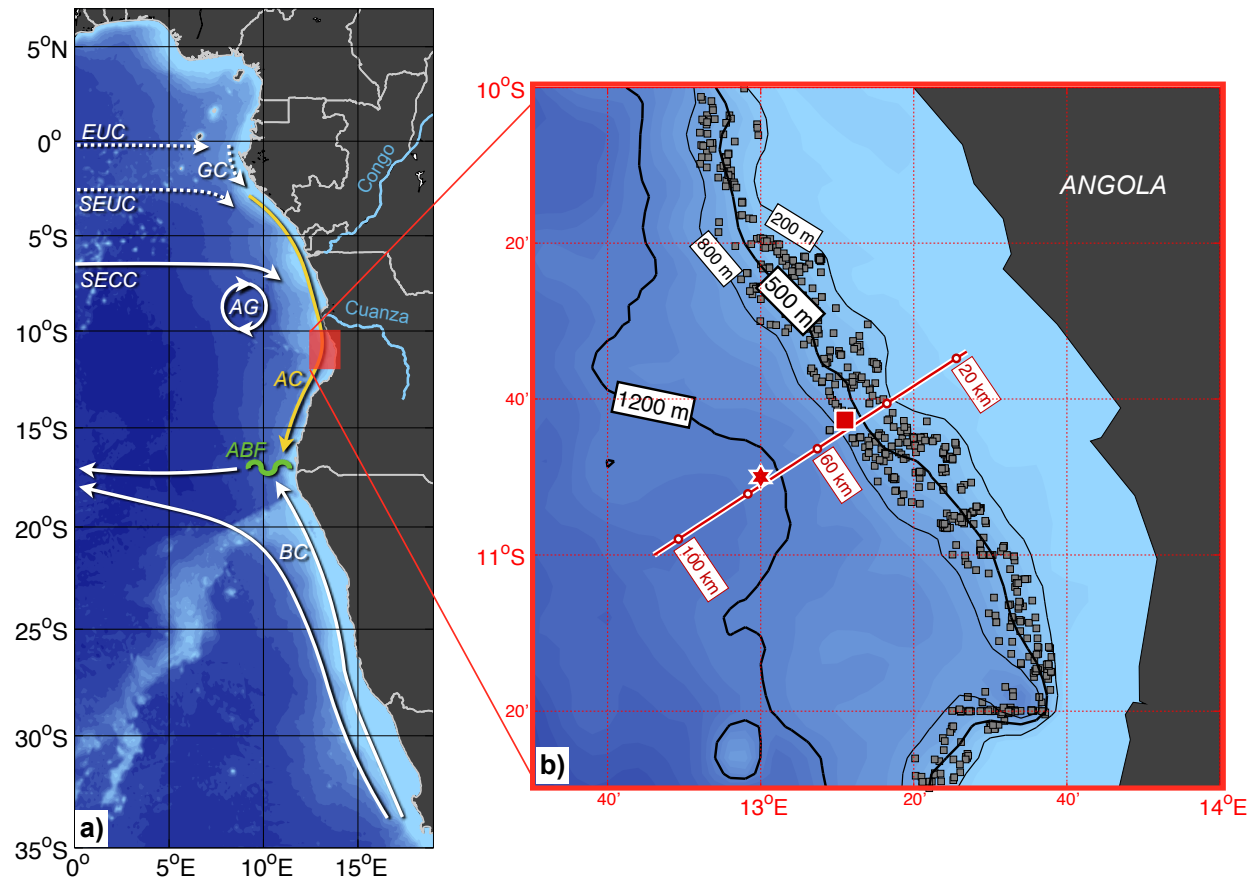 5°N
0°
5°S
10°S
15°S
20°S
25°S
30°S
35°S
0°
5°E
10°E
15°E
EUC
GC
SEUC
SECC
AG
AC
ABF
BC
Congo
Cuanza
a)
10°S
20'
40'
11°S
20'
40'
13°E
20'
40'
14°E
ANGOLA
200 m
800 m
500 m
1200 m
20 km
60 km
100 km
b)